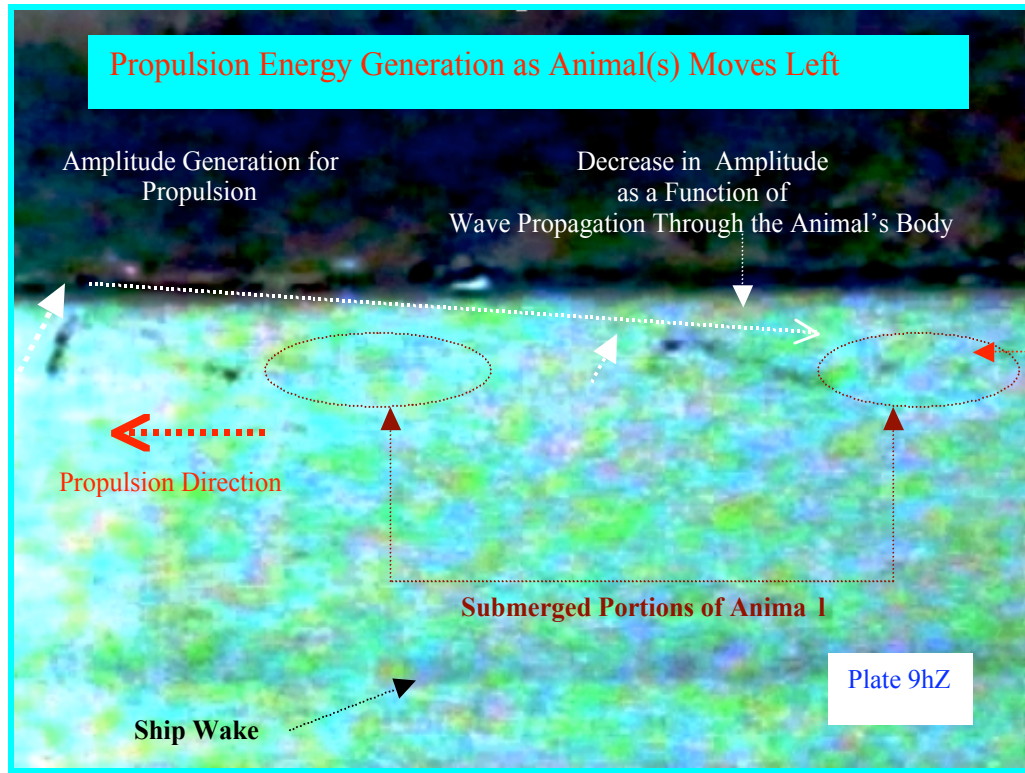 Propulsion Energy Generation as Animal(s) Moves Left
Amplitude Generation for
Propulsion
Decrease in Amplitude
as a Function of
Wave Propagation Through the Animal's Body
Propulsion Direction
Submerged Portions of Anima l
Plate 9hZ
Ship Wake